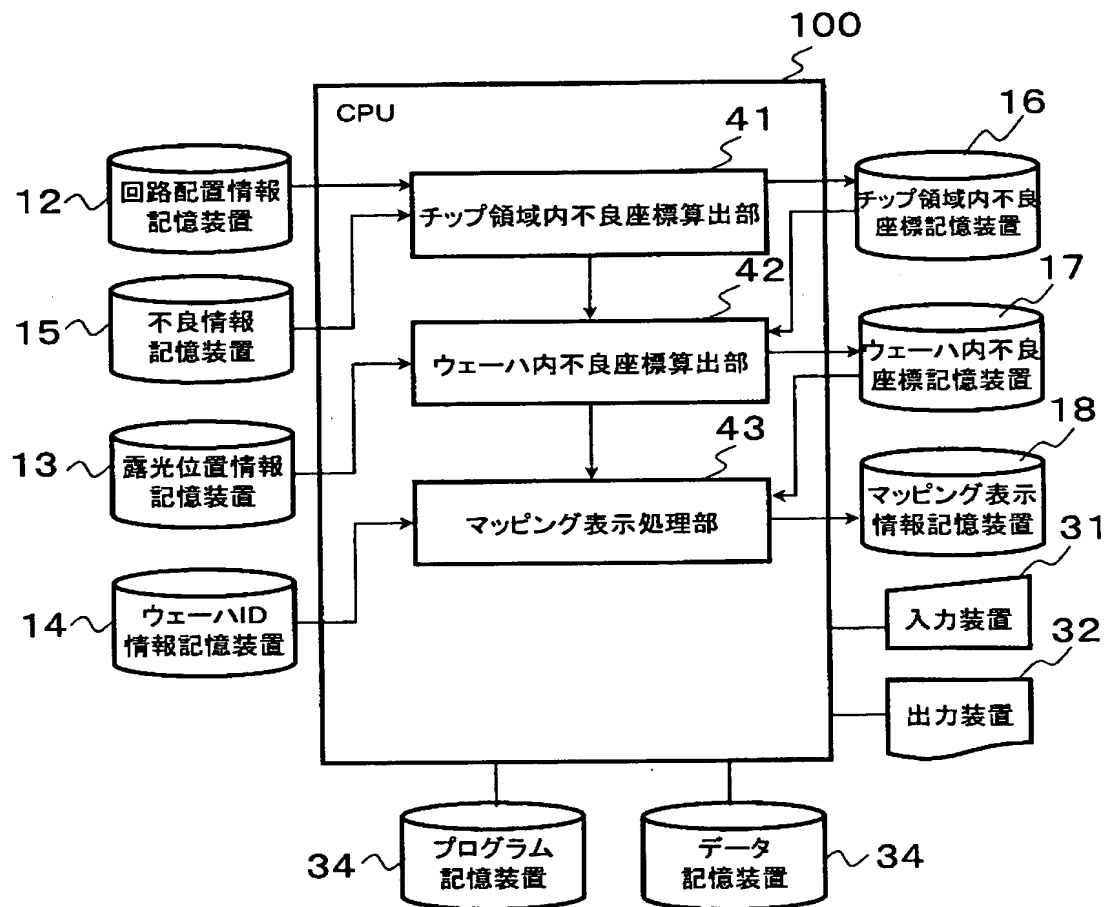 100
CPU
12
回路配置情報
記憶装置
41
チップ領域内不良座標算出部
16
チップ領域内不良
座標記憶装置
15
不良情報
記憶装置
42
ウェーハ内不良座標算出部
17
ウェーハ内不良
座標記憶装置
13
露光位置情報
記憶装置
43
マッピング表示処理部
18
マッピング表示
情報記憶装置
14
ウェーハID
情報記憶装置
31
入力装置
32
出力装置
34
プログラム
記憶装置
データ
記憶装置
34